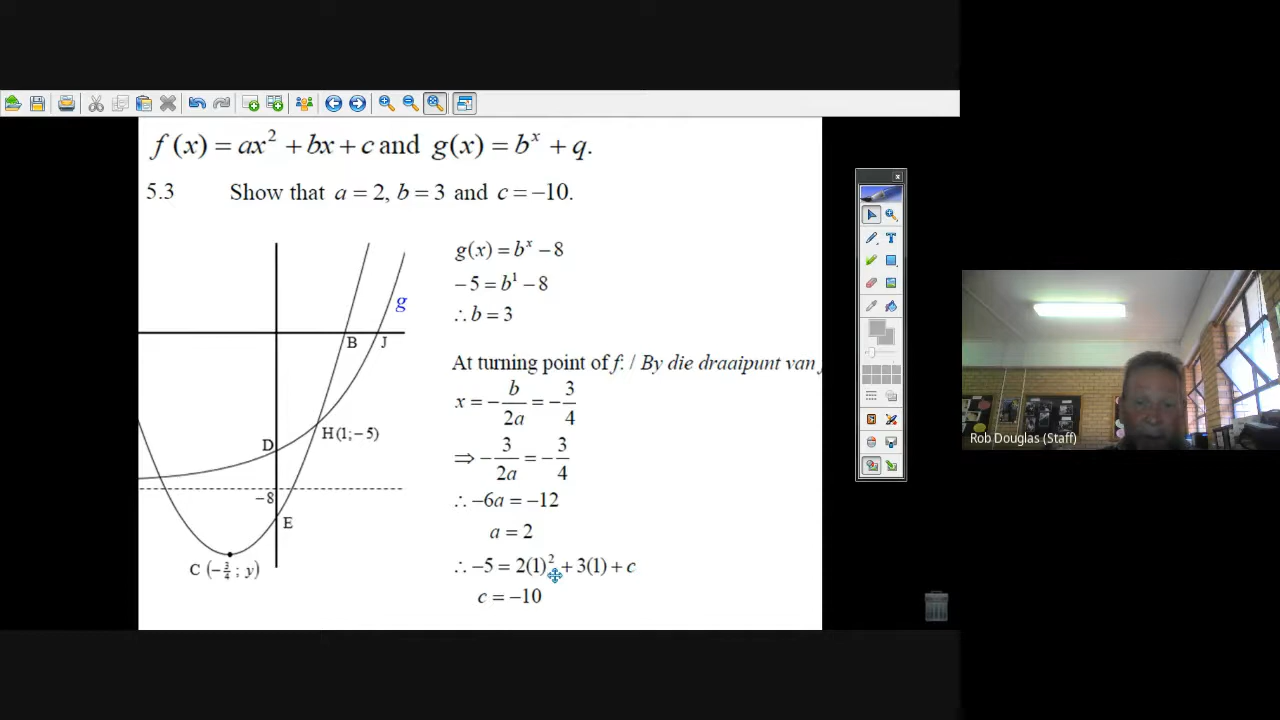 f(x) = ax² + bx + c and g(x) = bˣ + q.
5.3 Show that a = 2, b = 3 and c = −10.
g(x) = bˣ − 8
−5 = b¹ − 8
∴ b = 3
At turning point of f: / By die draaipunt van
x = −b/2a = −3/4
⇒ −3/2a = −3/4
∴ −6a = −12
a = 2
∴ −5 = 2(1)² + 3(1) + c
c = −10
g
B
J
H(1;−5)
D
−8
E
C (−3/4 ; y)
Rob Douglas (Staff)